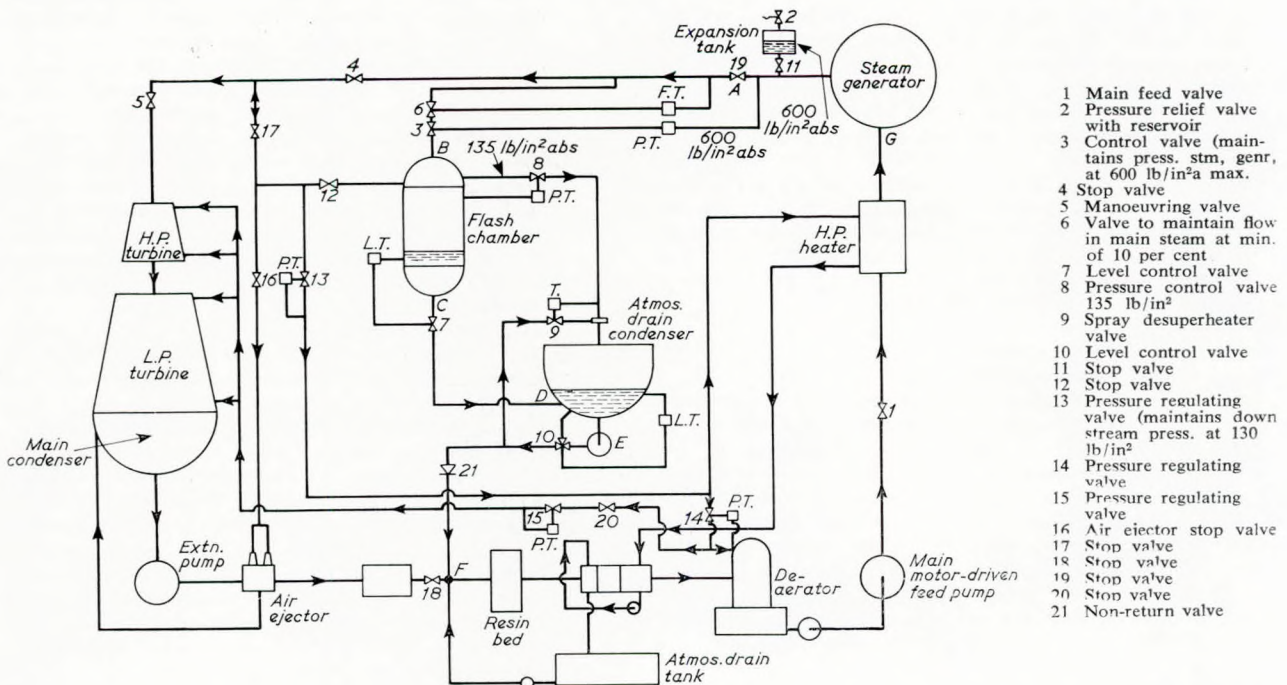 2
Expansion
tank
11
19
A
600
lb/in²abs
Steam
generator
G
4
5
17
6
3
B
F.T.
P.T.
600
lb/in²abs
600
lb/in²abs
135 lb/in²abs
8
P.T.
12
Flash
chamber
L.T.
C
7
H.P.
turbine
16
P.T.
13
T.
9
Atmos.
drain
condenser
H.P.
heater
L.P.
turbine
D
L.T.
10
E
Main
condenser
21
1
15
P.T.
20
14
P.T.
Extn.
pump
Air
ejector
18
F
Resin
bed
De-
aerator
Main
motor-driven
feed pump
Atmos.drain
tank
1 Main feed valve
2 Pressure relief valve
with reservoir
3 Control valve (main-
tains press. stm, genr,
at 600 lb/in²a max.
4 Stop valve
5 Manoeuvring valve
6 Valve to maintain flow
in main steam at min.
of 10 per cent
7 Level control valve
8 Pressure control valve
135 lb/in²
9 Spray desuperheater
valve
10 Level control valve
11 Stop valve
12 Stop valve
13 Pressure regulating
valve (maintains down
stream press. at 130
lb/in²
14 Pressure regulating
valve
15 Pressure regulating
valve
16 Air ejector stop valve
17 Stop valve
18 Stop valve
19 Stop valve
20 Stop valve
21 Non-return valve